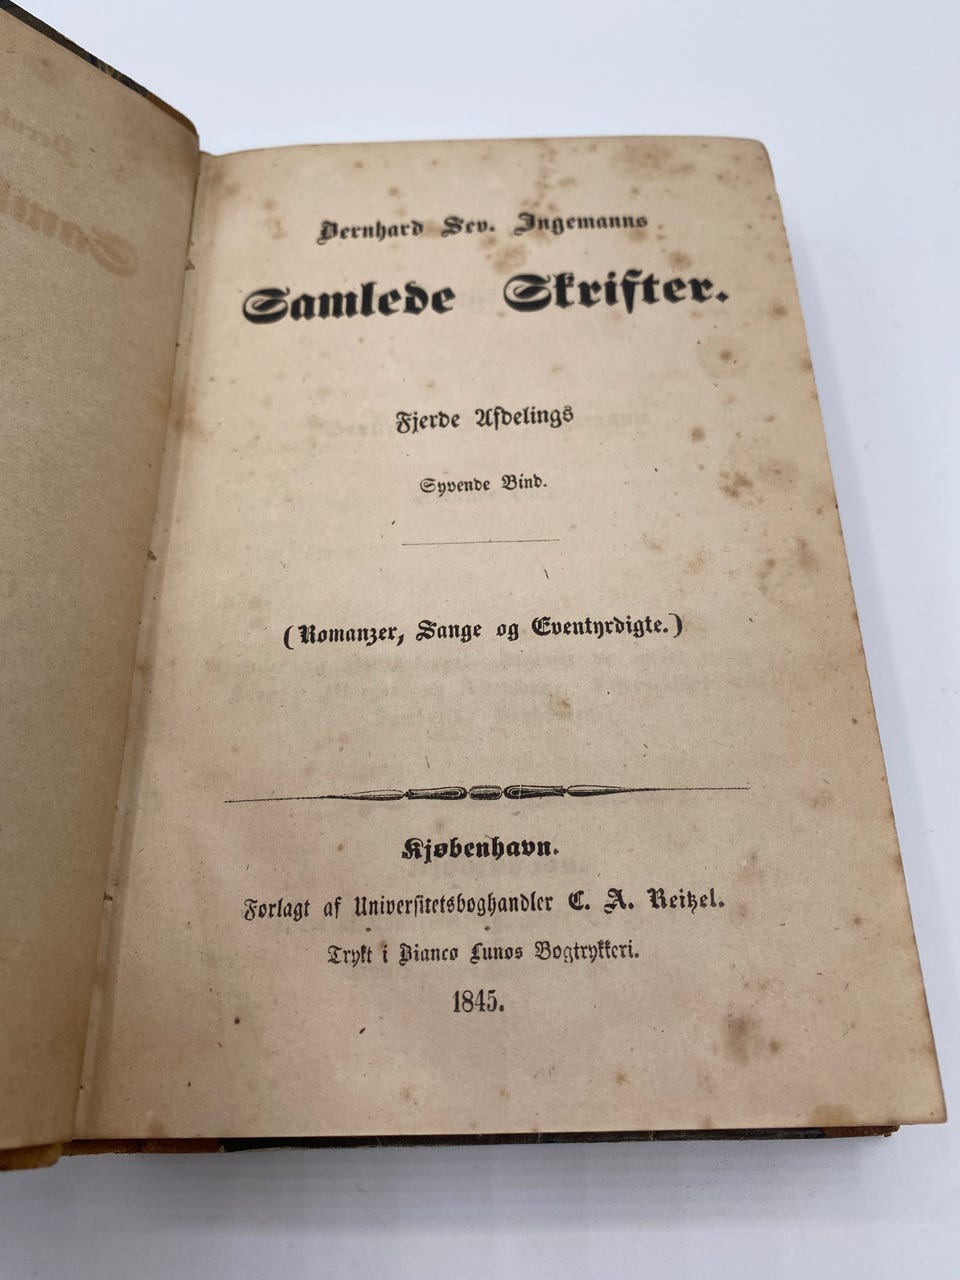 Bernhard Sev. Ingemanns
Samlede Skrifter.
Fjerde Afdelings
Syvende Bind.
(Romanzer, Sange og Eventyrdigte.)
Kjøbenhavn.
Forlagt af Universitetsboghandler C. A. Reitzel.
Trykt i Bianco Lunos Bogtrykkeri.
1845.